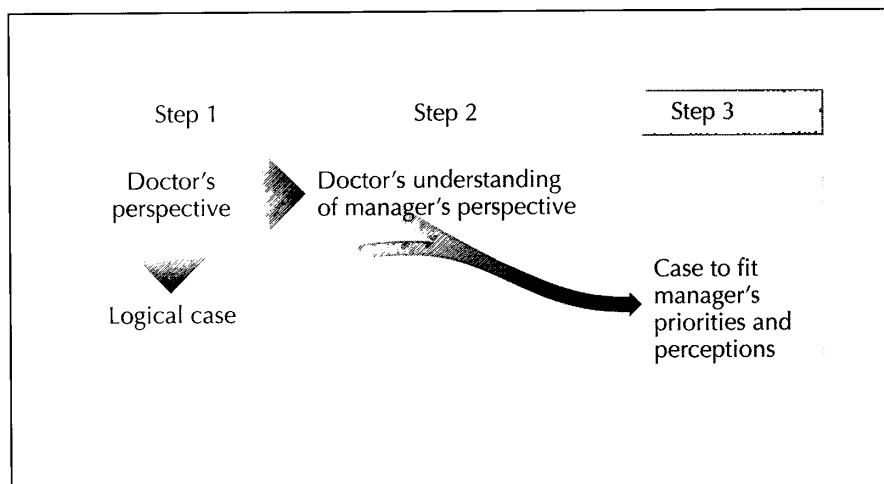 Step 1
Step 2
Step 3
Doctor's
perspective
Doctor's understanding
of manager's perspective
Logical case
Case to fit
manager's
priorities and
perceptions